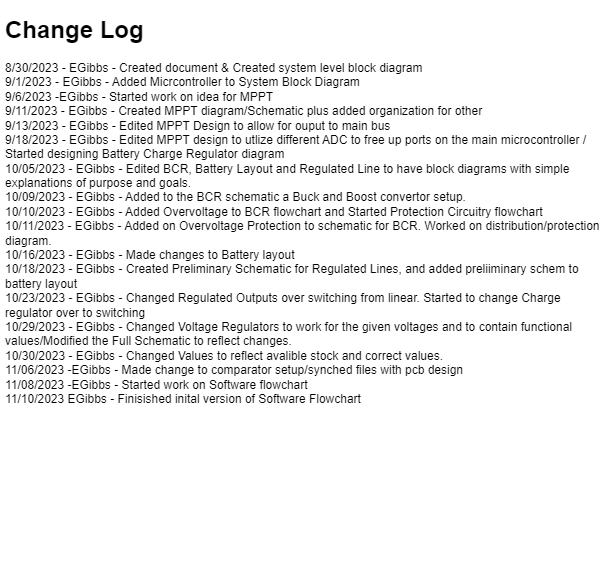 Change Log
8/30/2023 - EGibbs - Created document & Created system level block diagram
9/1/2023 - EGibbs - Added Mircontroller to System Block Diagram
9/6/2023 -EGibbs - Started work on idea for MPPT
9/11/2023 - EGibbs - Created MPPT diagram/Schematic plus added organization for other
9/13/2023 - EGibbs - Edited MPPT Design to allow for ouput to main bus
9/18/2023 - EGibbs - Edited MPPT design to utlize different ADC to free up ports on the main microcontroller /
Started designing Battery Charge Regulator diagram
10/05/2023 - EGibbs - Edited BCR, Battery Layout and Regulated Line to have block diagrams with simple
explanations of purpose and goals.
10/09/2023 - EGibbs - Added to the BCR schematic a Buck and Boost convertor setup.
10/10/2023 - EGibbs - Added Overvoltage to BCR flowchart and Started Protection Circuitry flowchart
10/11/2023 - EGibbs - Added on Overvoltage Protection to schematic for BCR. Worked on distribution/protection
diagram.
10/16/2023 - EGibbs - Made changes to Battery layout
10/18/2023 - EGibbs - Created Prelminary Schematic for Regulated Lines, and added preliiminary schem to
battery layout
10/23/2023 - EGibbs - Changed Regulated Outputs over switching from linear. Started to change Charge
regulator over to switching
10/29/2023 - EGibbs - Changed Voltage Regulators to work for the given voltages and to contain functional
values/Modified the Full Schematic to reflect changes.
10/30/2023 - EGibbs - Changed Values to reflect avalible stock and correct values.
11/06/2023 -EGibbs - Made change to comparator setup/synched files with pcb design
11/08/2023 -EGibbs - Started work on Software flowchart
11/10/2023 EGibbs - Finisished inital version of Software Flowchart